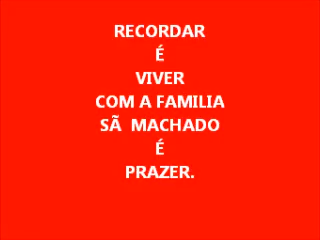 RECORDAR
É
VIVER
COM A FAMILIA
SÃ  MACHADO
É
PRAZER.